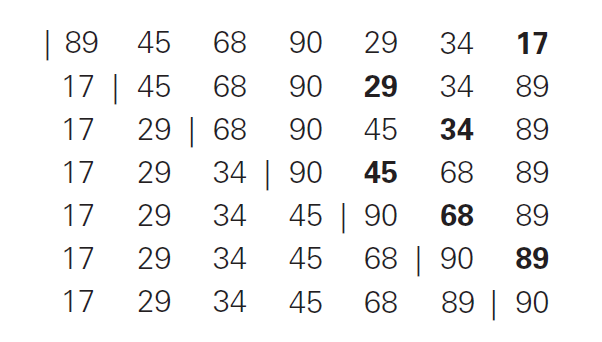 | 89 45 68 90 29 34 17
17 | 45 68 90 29 34 89
17 29 | 68 90 45 34 89
17 29 34 | 90 45 68 89
17 29 34 45 | 90 68 89
17 29 34 45 68 | 90 89
17 29 34 45 68 89 | 90